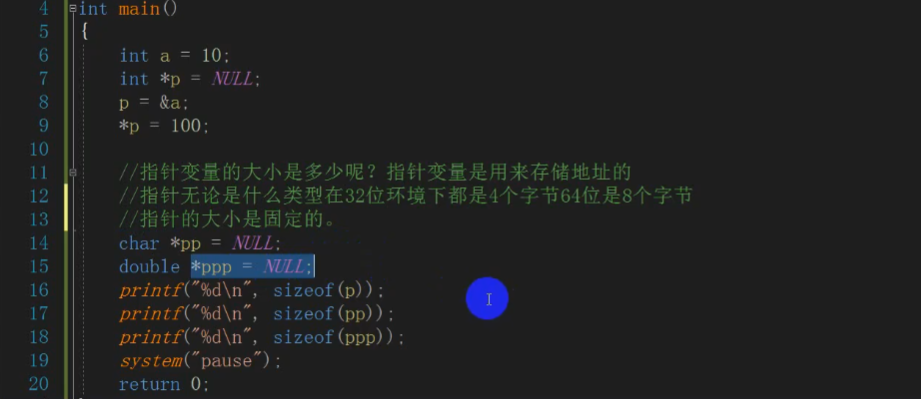 4 int main()
5 {
6 int a = 10;
7 int *p = NULL;
8 p = &a;
9 *p = 100;
10
11 //指针变量的大小是多少呢？指针变量是用来存储地址的
12 //指针无论是什么类型在32位环境下都是4个字节64位是8个字节
13 //指针的大小是固定的。
14 char *pp = NULL;
15 double *ppp = NULL;
16 printf("%d\n", sizeof(p));
17 printf("%d\n", sizeof(pp));
18 printf("%d\n", sizeof(ppp));
19 system("pause");
20 return 0;